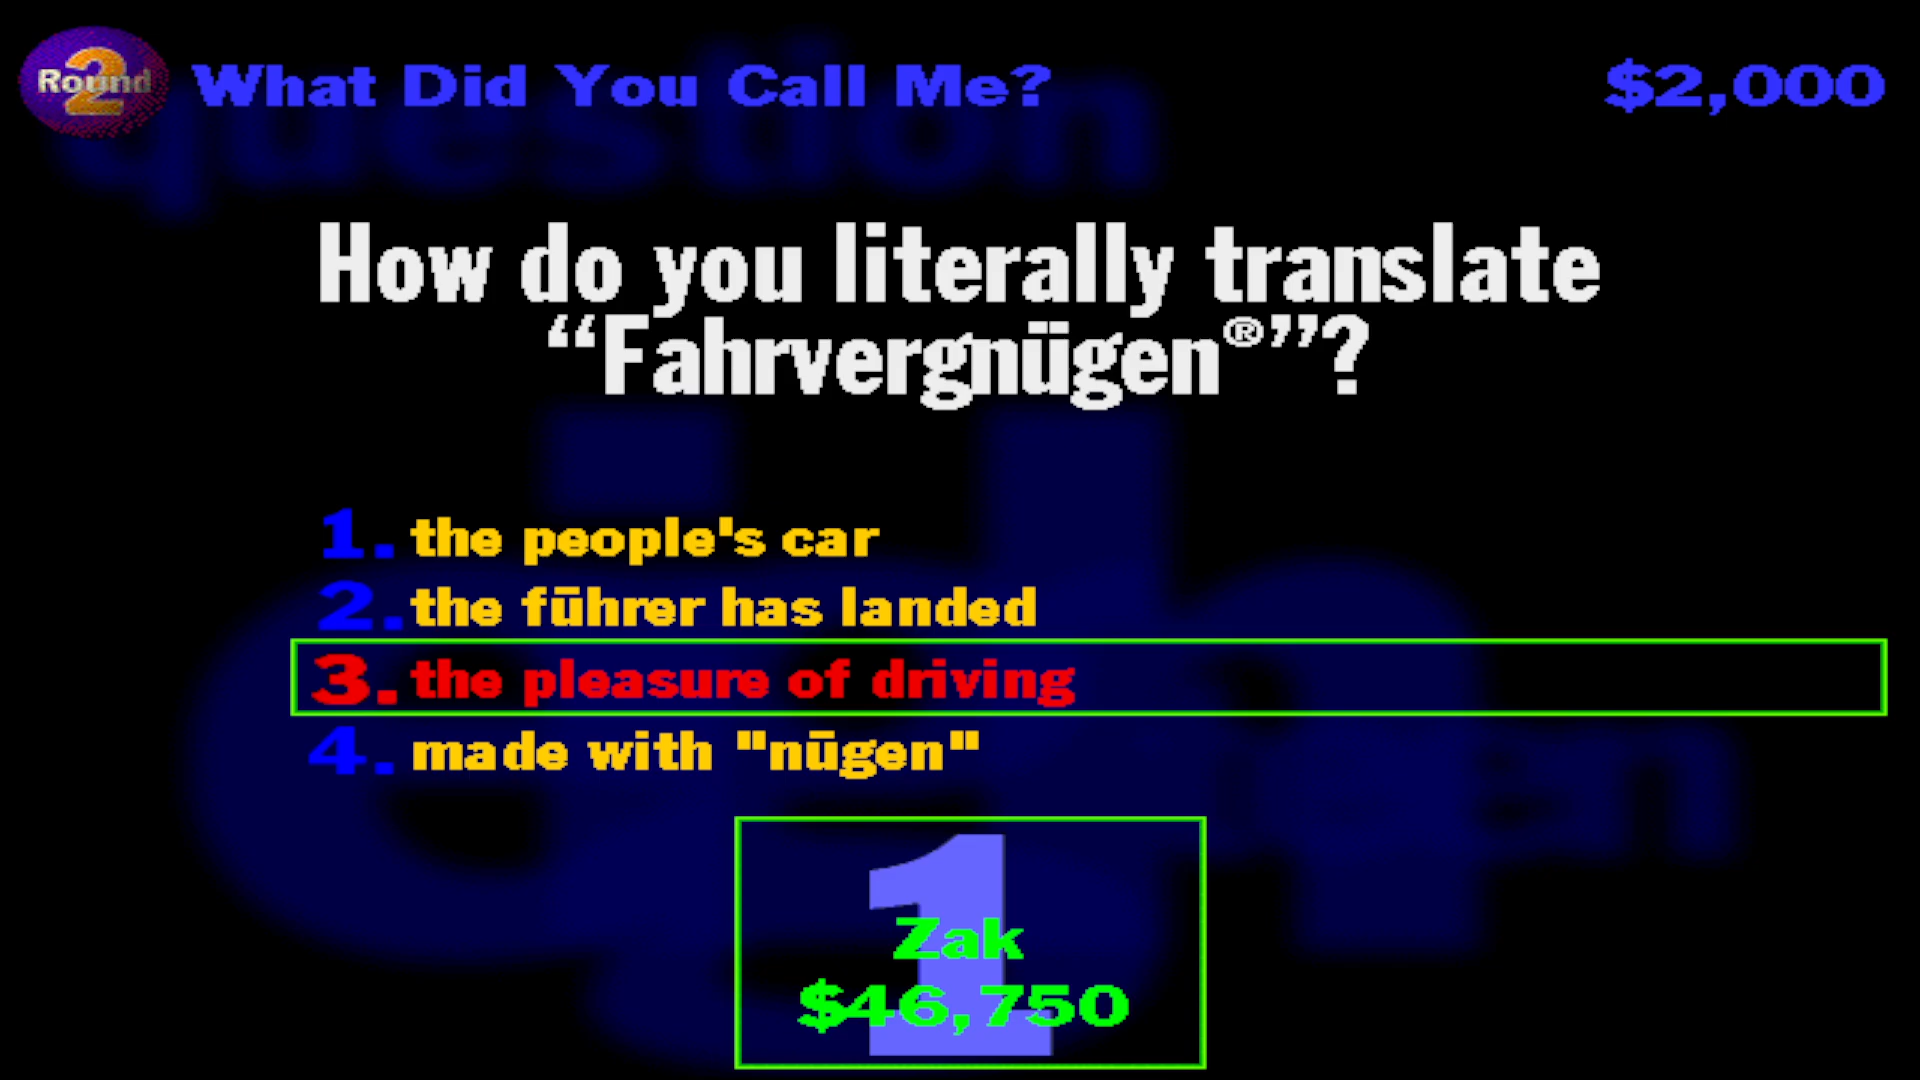 Round 2
What Did You Call Me?
$2,000
How do you literally translate
“Fahrvergnügen®”?
1. the people's car
2. the fūhrer has landed
3. the pleasure of driving
4. made with "nūgen"
1
Zak
$46,750